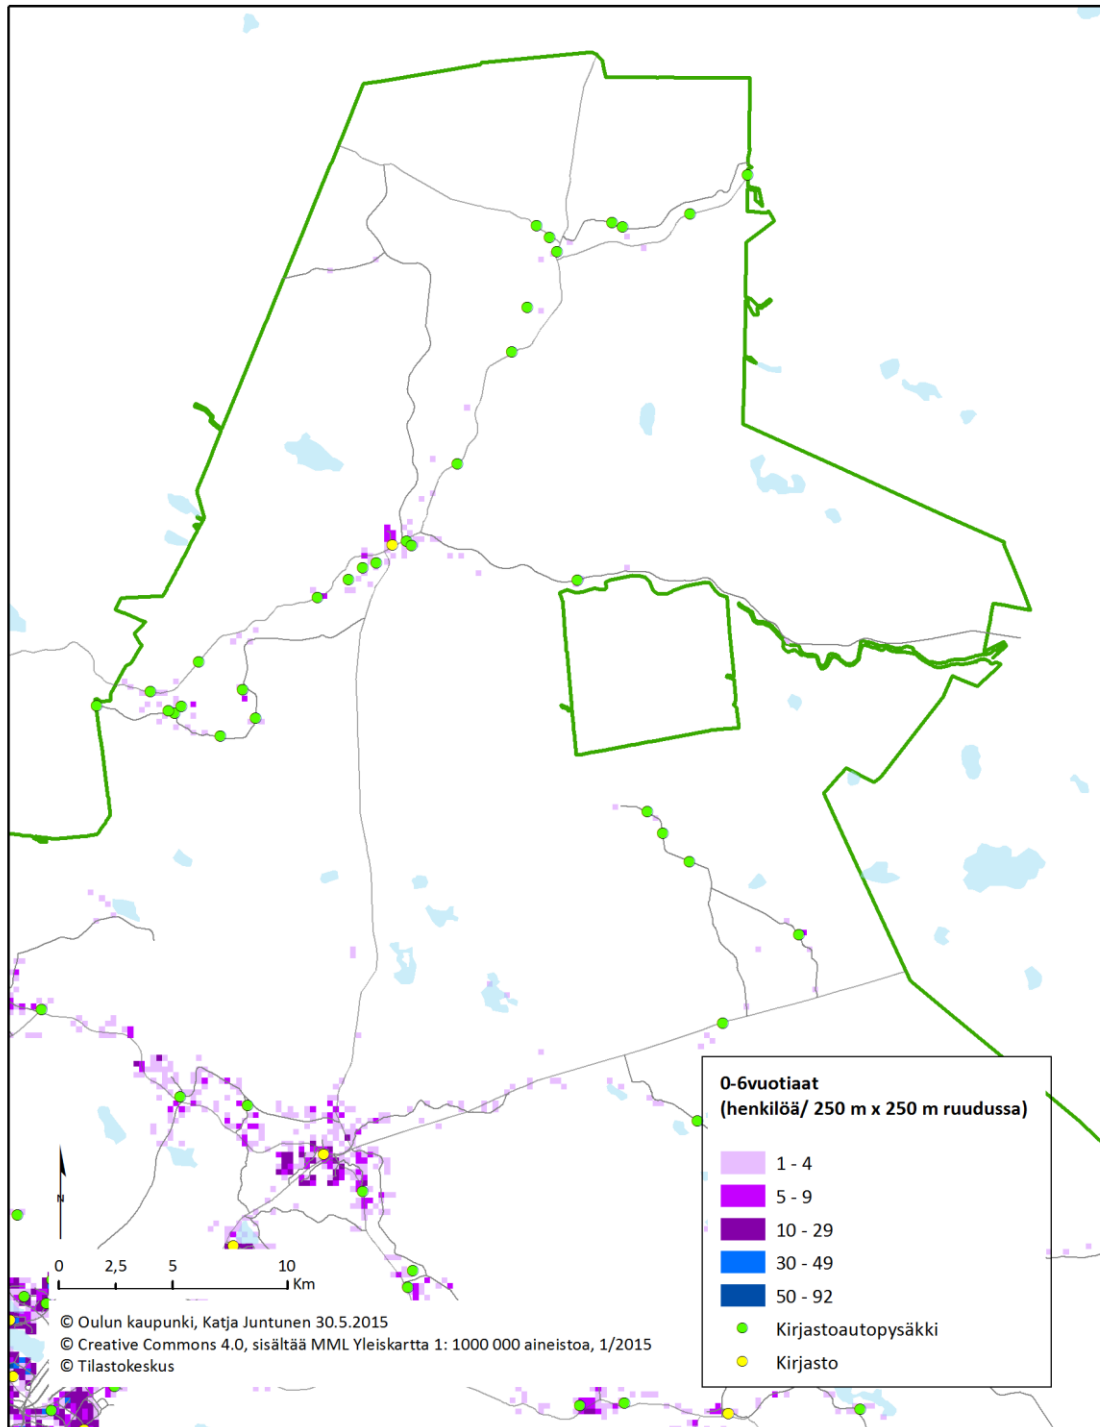 0-6vuotiaat
(henkilöä/ 250 m x 250 m ruudussa)
1 - 4
5 - 9
10 - 29
30 - 49
50 - 92
Kirjastoautopysäkki
Kirjasto
N
0 2,5 5 10
Km
© Oulun kaupunki, Katja Juntunen 30.5.2015
© Creative Commons 4.0, sisältää MML Yleiskartta 1: 1000 000 aineistoa, 1/2015
© Tilastokeskus